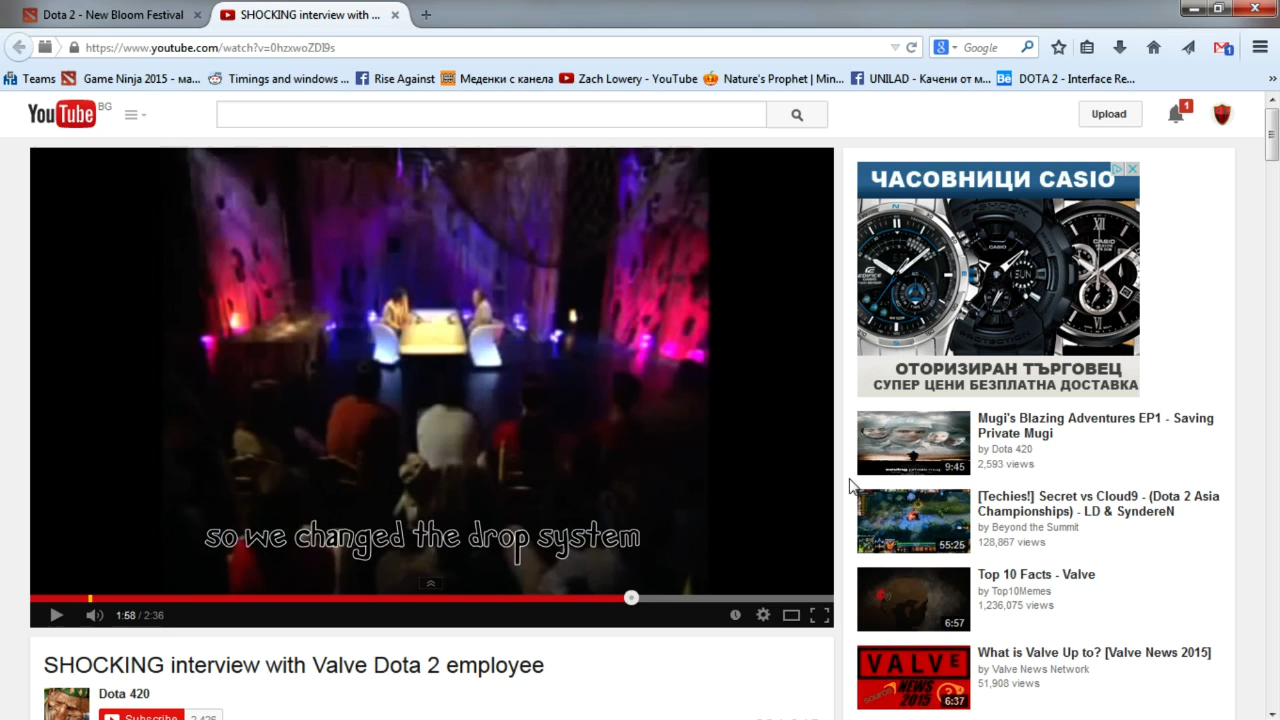 Dota 2 - New Bloom Festival
SHOCKING interview with ...
https://www.youtube.com/watch?v=0hzxwoZDI9s
Google
1
Teams
Game Ninja 2015 - ма...
Timings and windows ...
Rise Against
Меденки с канела
Zach Lowery - YouTube
Nature's Prophet | Min...
UNILAD - Качени от м...
Bē
DOTA 2 - Interface Re...
YouTube
BG
Upload
1
so we changed the drop system
1:58 / 2:36
SHOCKING interview with Valve Dota 2 employee
Dota 420
Subscribe
ЧАСОВНИЦИ CASIO
ОТОРИЗИРАН ТЪРГОВЕЦ
СУПЕР ЦЕНИ БЕЗПЛАТНА ДОСТАВКА
9:45
Mugi's Blazing Adventures EP1 - Saving
Private Mugi
by Dota 420
2,593 views
55:25
[Techies!] Secret vs Cloud9 - (Dota 2 Asia
Championships) - LD & SyndereN
by Beyond the Summit
128,867 views
6:57
Top 10 Facts - Valve
by Top10Memes
1,236,075 views
VALVE
NEWS
2015
6:37
What is Valve Up to? [Valve News 2015]
by Valve News Network
51,908 views